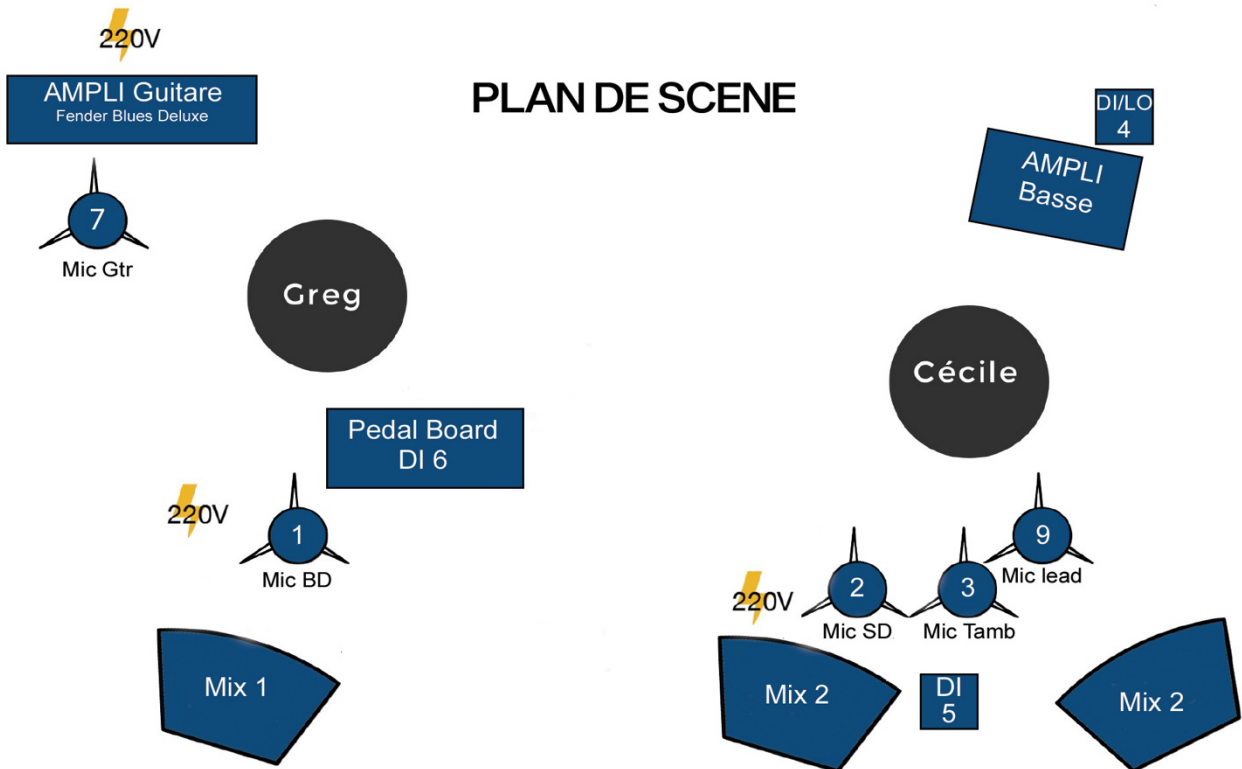 220V
AMPLI Guitare
Fender Blues Deluxe
PLAN DE SCENE
DI/LO
4
AMPLI
Basse
7
Mic Gtr
Greg
Cécile
Pedal Board
DI 6
220V
1
Mic BD
9
Mic lead
220V
2
Mic SD
3
Mic Tamb
Mix 1
Mix 2
DI
5
Mix 2